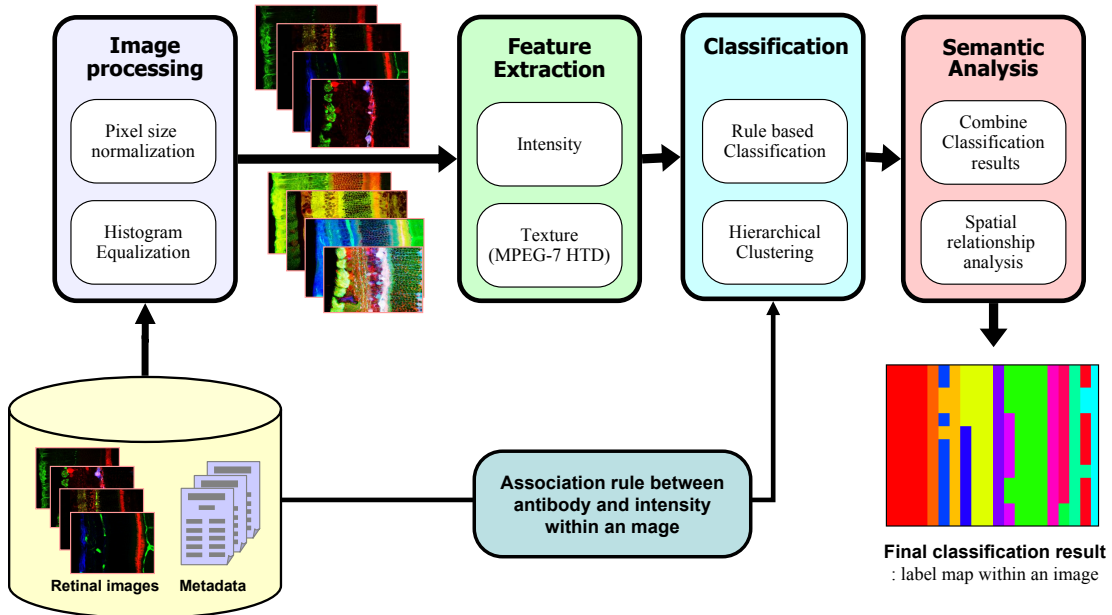 Image
processing
Pixel size
normalization
Histogram
Equalization
Feature
Extraction
Intensity
Texture
(MPEG-7 HTD)
Classification
Rule based
Classification
Hierarchical
Clustering
Semantic
Analysis
Combine
Classification
results
Spatial
relationship
analysis
Retinal images
Metadata
Association rule between
antibody and intensity
within an mage
Final classification result
: label map within an image